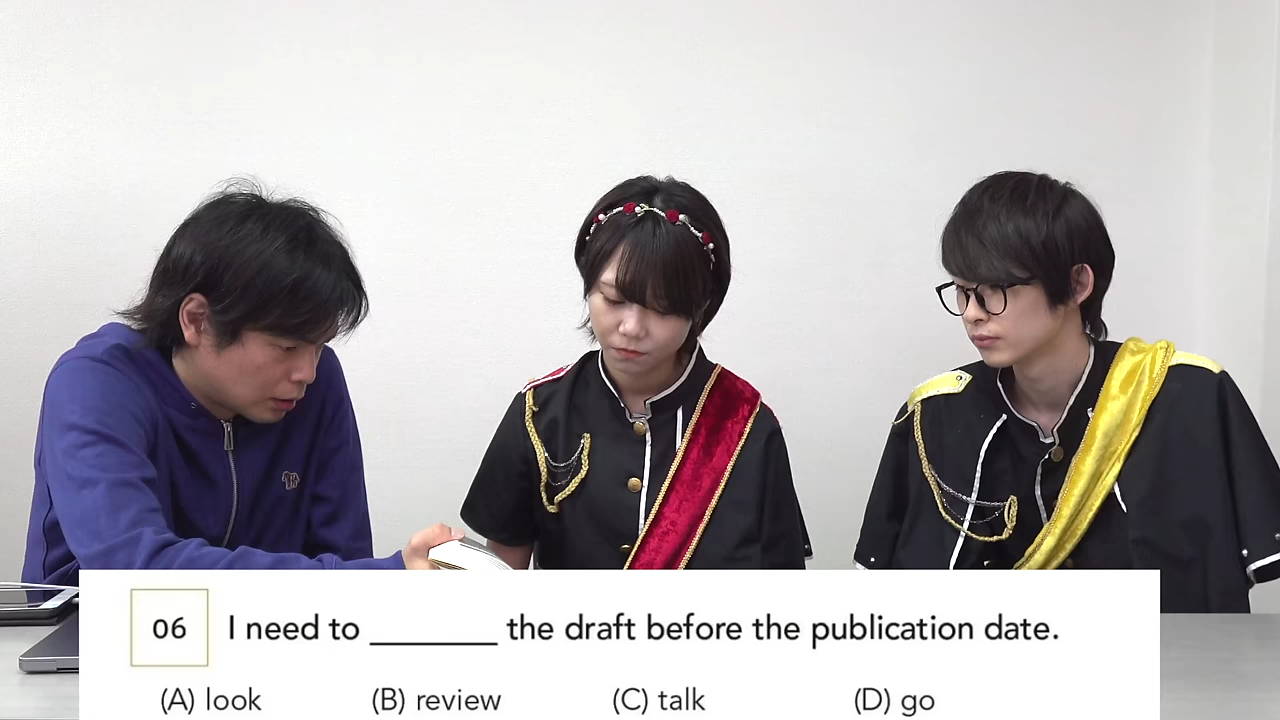 06 I need to ________ the draft before the publication date.
(A) look (B) review (C) talk (D) go